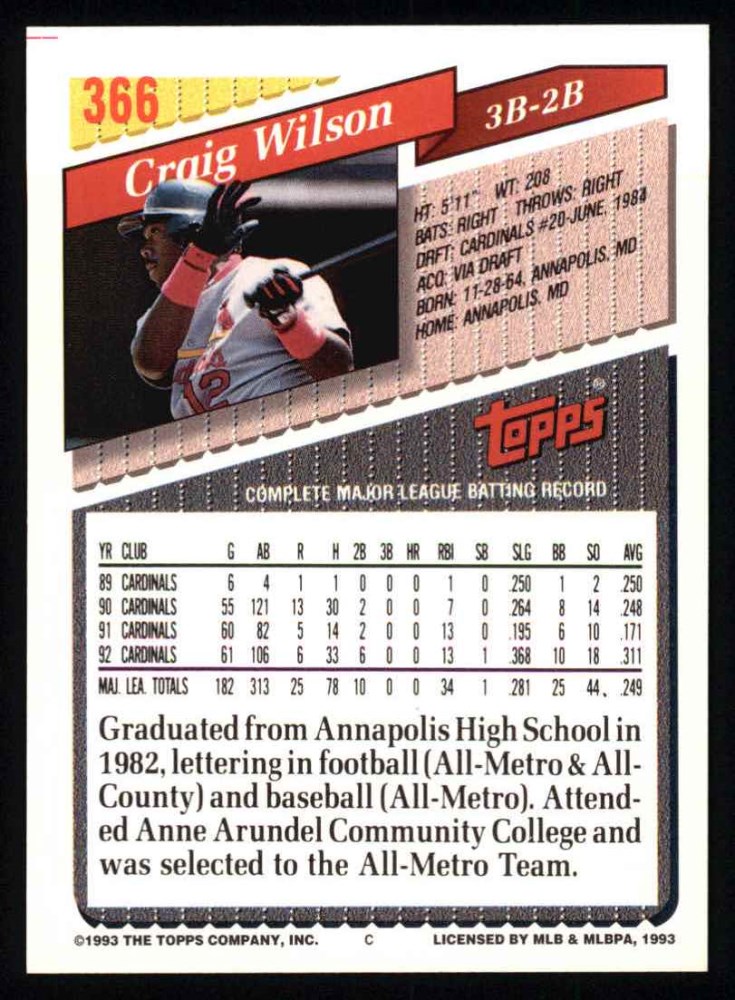 366
Craig Wilson
3B-2B
HT: 5'11" WT: 208
BATS: RIGHT THROWS: RIGHT
DRFT: CARDINALS #20-JUNE, 1984
ACQ: VIA DRAFT
BORN: 11-28-64, ANNAPOLIS, MD
HOME: ANNAPOLIS, MD
12
topps®
COMPLETE MAJOR LEAGUE BATTING RECORD
YR CLUB G AB R H 2B 3B HR RBI SB SLG BB SO AVG
89 CARDINALS 6 4 1 1 0 0 0 1 0 .250 1 2 .250
90 CARDINALS 55 121 13 30 2 0 0 7 0 .264 8 14 .248
91 CARDINALS 60 82 5 14 2 0 0 13 0 .195 6 10 .171
92 CARDINALS 61 106 6 33 6 0 0 13 1 .368 10 18 .311
MAJ. LEA. TOTALS 182 313 25 78 10 0 0 34 1 .281 25 44 .249
Graduated from Annapolis High School in
1982, lettering in football (All-Metro & All-
County) and baseball (All-Metro). Attend-
ed Anne Arundel Community College and
was selected to the All-Metro Team.
©1993 THE TOPPS COMPANY, INC. C LICENSED BY MLB & MLBPA, 1993